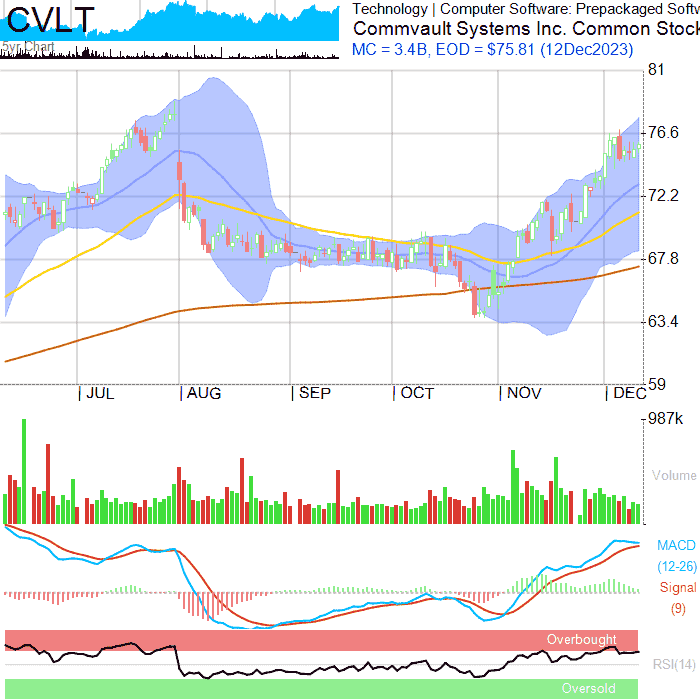 CVLT
5yr Chart
Technology | Computer Software: Prepackaged Softw
Commvault Systems Inc. Common Stock
MC = 3.4B, EOD = $75.81 (12Dec2023)
81
76.6
72.2
67.8
63.4
59
JUL AUG SEP OCT NOV DEC
987k
Volume
MACD
(12-26)
Signal
(9)
Overbought
RSI(14)
Oversold